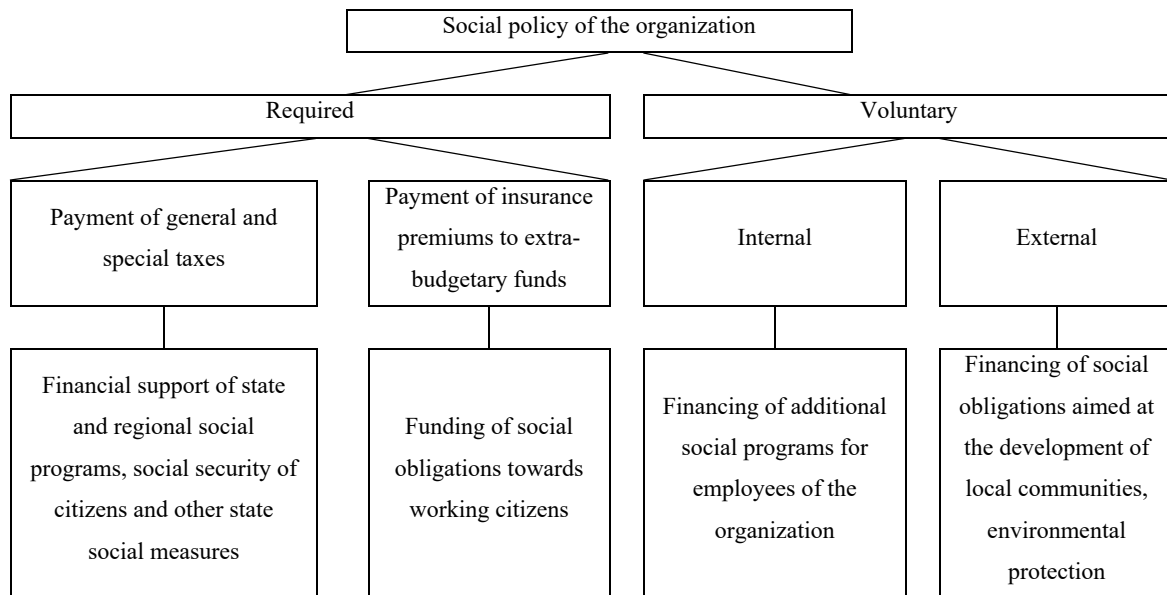 Social policy of the organization
Required
Voluntary
Payment of general and
special taxes
Payment of insurance
premiums to extra-
budgetary funds
Internal
External
Financial support of state
and regional social
programs, social security of
citizens and other state
social measures
Funding of social
obligations towards
working citizens
Financing of additional
social programs for
employees of the
organization
Financing of social
obligations aimed at
the development of
local communities,
environmental
protection